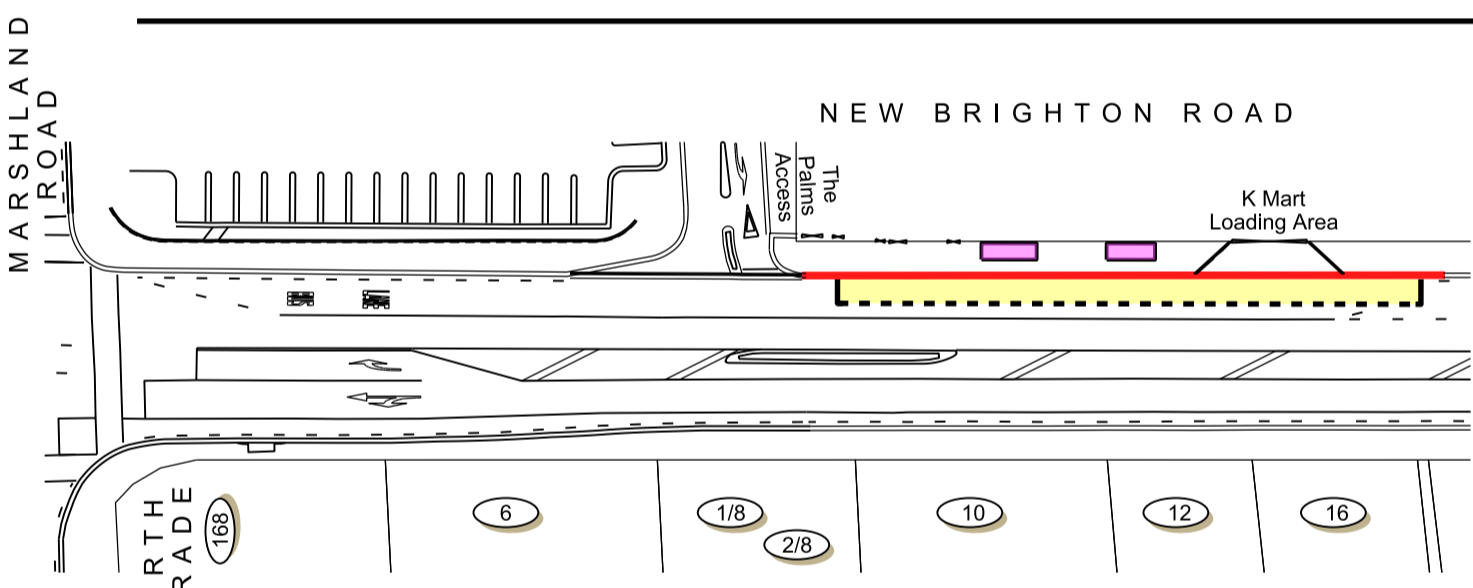 MARSHLAND
ROAD
NEW BRIGHTON ROAD
The
Palms
Access
K Mart
Loading Area
168
6
1/8
2/8
10
12
16
RTH
RADE